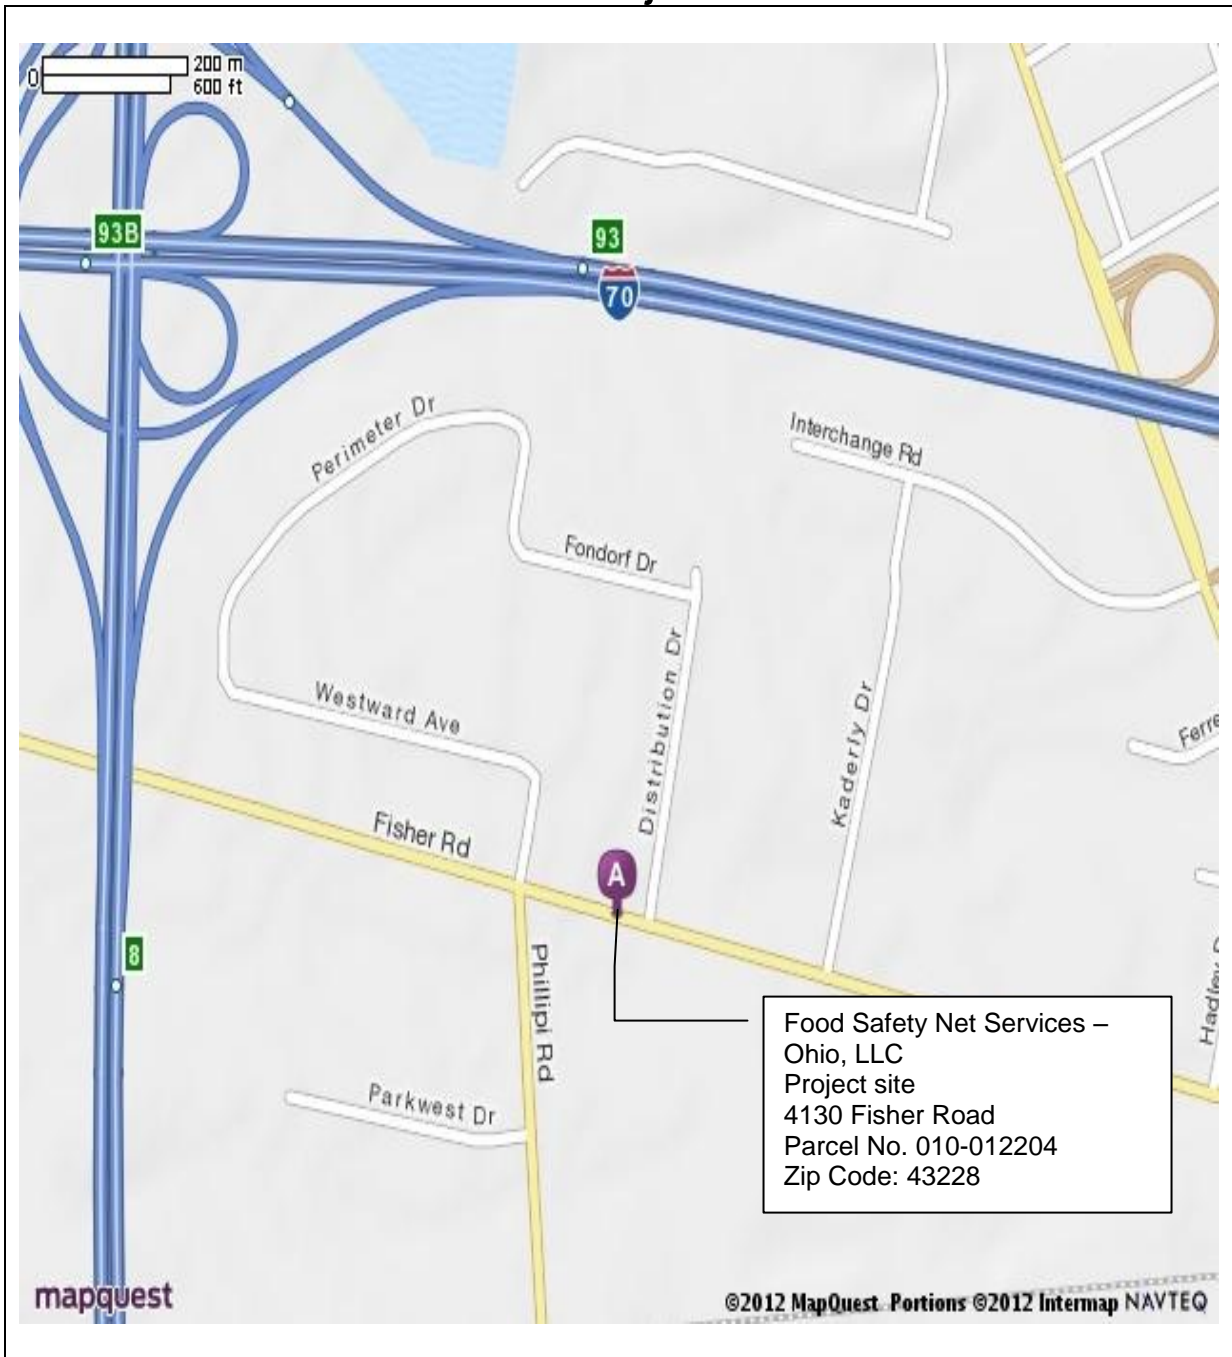 0
200 m
600 ft
93B
93
70
Perimeter Dr
Interchange Rd
Fondorf Dr
Westward Ave
Distribution Dr
Kaderly Dr
Fisher Rd
A
8
Phillipi Rd
Parkwest Dr
Food Safety Net Services –
Ohio, LLC
Project site
4130 Fisher Road
Parcel No. 010-012204
Zip Code: 43228
Ferre
Hadley
mapquest
©2012 MapQuest Portions ©2012 Intermap NAVTEQ